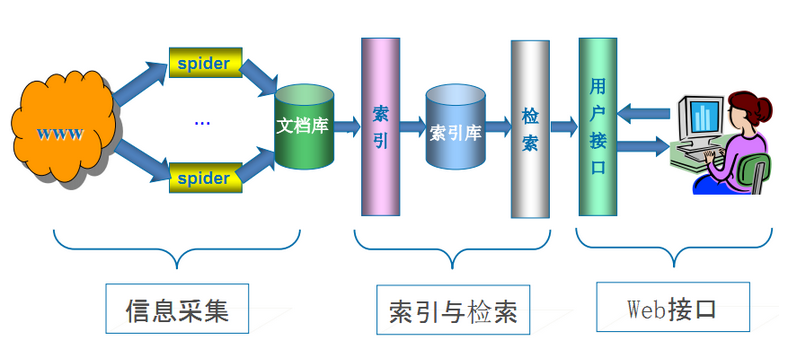 www
spider
...
spider
文档库
索引
索引库
检索
用户接口
信息采集
索引与检索
Web接口